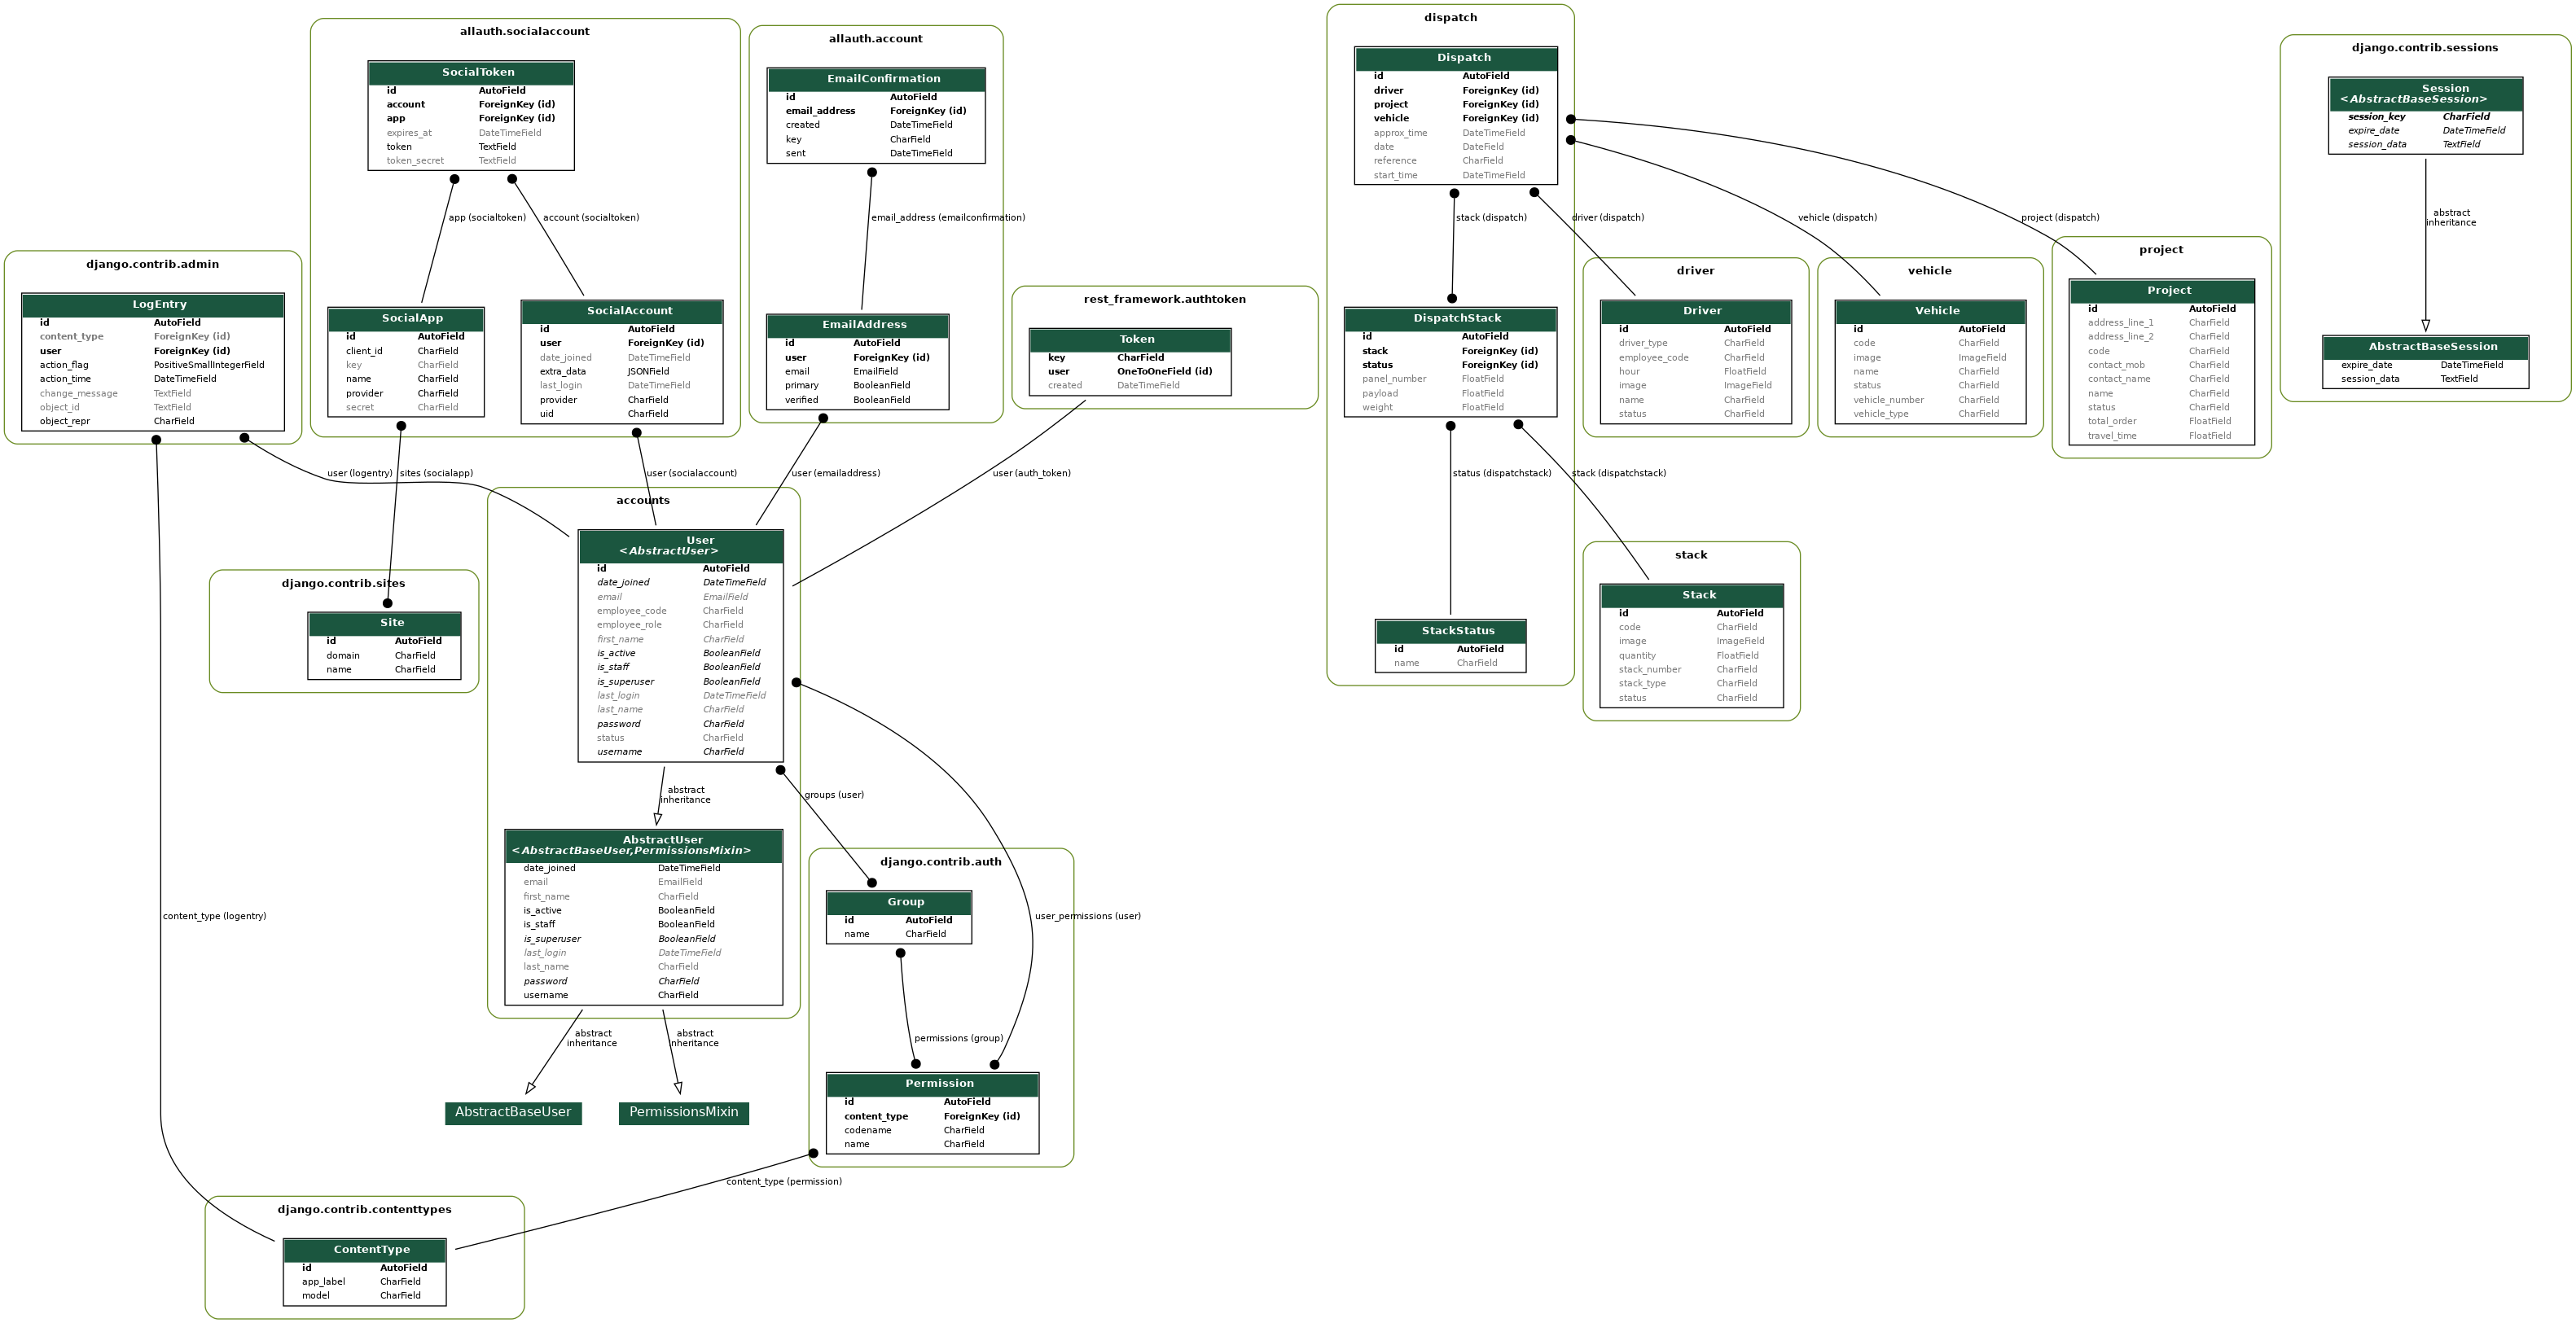 allauth.socialaccount
SocialToken
id AutoField
account ForeignKey (id)
app ForeignKey (id)
expires_at DateTimeField
token TextField
token_secret TextField
app (socialtoken)
account (socialtoken)
SocialApp
id AutoField
client_id CharField
key CharField
name CharField
provider CharField
secret CharField
SocialAccount
id AutoField
user ForeignKey (id)
date_joined DateTimeField
extra_data JSONField
last_login DateTimeField
provider CharField
uid CharField
allauth.account
EmailConfirmation
id AutoField
email_address ForeignKey (id)
created DateTimeField
key CharField
sent DateTimeField
email_address (emailconfirmation)
EmailAddress
id AutoField
user ForeignKey (id)
email EmailField
primary BooleanField
verified BooleanField
django.contrib.admin
LogEntry
id AutoField
content_type ForeignKey (id)
user ForeignKey (id)
action_flag PositiveSmallIntegerField
action_time DateTimeField
change_message TextField
object_id TextField
object_repr CharField
rest_framework.authtoken
Token
key CharField
user OneToOneField (id)
created DateTimeField
user (logentry)
sites (socialapp)
user (socialaccount)
user (emailaddress)
user (auth_token)
accounts
User
<AbstractUser>
id AutoField
date_joined DateTimeField
email EmailField
employee_code CharField
employee_role CharField
first_name CharField
is_active BooleanField
is_staff BooleanField
is_superuser BooleanField
last_login DateTimeField
last_name CharField
password CharField
status CharField
username CharField
abstract
inheritance
groups (user)
AbstractUser
<AbstractBaseUser,PermissionsMixin>
date_joined DateTimeField
email EmailField
first_name CharField
is_active BooleanField
is_staff BooleanField
is_superuser BooleanField
last_login DateTimeField
last_name CharField
password CharField
username CharField
abstract
inheritance
abstract
inheritance
AbstractBaseUser
PermissionsMixin
django.contrib.sites
Site
id AutoField
domain CharField
name CharField
django.contrib.auth
Group
id AutoField
name CharField
user_permissions (user)
permissions (group)
Permission
id AutoField
content_type ForeignKey (id)
codename CharField
name CharField
content_type (logentry)
content_type (permission)
django.contrib.contenttypes
ContentType
id AutoField
app_label CharField
model CharField
dispatch
Dispatch
id AutoField
driver ForeignKey (id)
project ForeignKey (id)
vehicle ForeignKey (id)
approx_time DateTimeField
date DateField
reference CharField
start_time DateTimeField
stack (dispatch)
driver (dispatch)
vehicle (dispatch)
project (dispatch)
DispatchStack
id AutoField
stack ForeignKey (id)
status ForeignKey (id)
panel_number FloatField
payload FloatField
weight FloatField
status (dispatchstack)
stack (dispatchstack)
StackStatus
id AutoField
name CharField
driver
Driver
id AutoField
driver_type CharField
employee_code CharField
hour FloatField
image ImageField
name CharField
status CharField
vehicle
Vehicle
id AutoField
code CharField
image ImageField
name CharField
status CharField
vehicle_number CharField
vehicle_type CharField
project
Project
id AutoField
address_line_1 CharField
address_line_2 CharField
code CharField
contact_mob CharField
contact_name CharField
name CharField
status CharField
total_order FloatField
travel_time FloatField
stack
Stack
id AutoField
code CharField
image ImageField
quantity FloatField
stack_number CharField
stack_type CharField
status CharField
django.contrib.sessions
Session
<AbstractBaseSession>
session_key CharField
expire_date DateTimeField
session_data TextField
abstract
inheritance
AbstractBaseSession
expire_date DateTimeField
session_data TextField